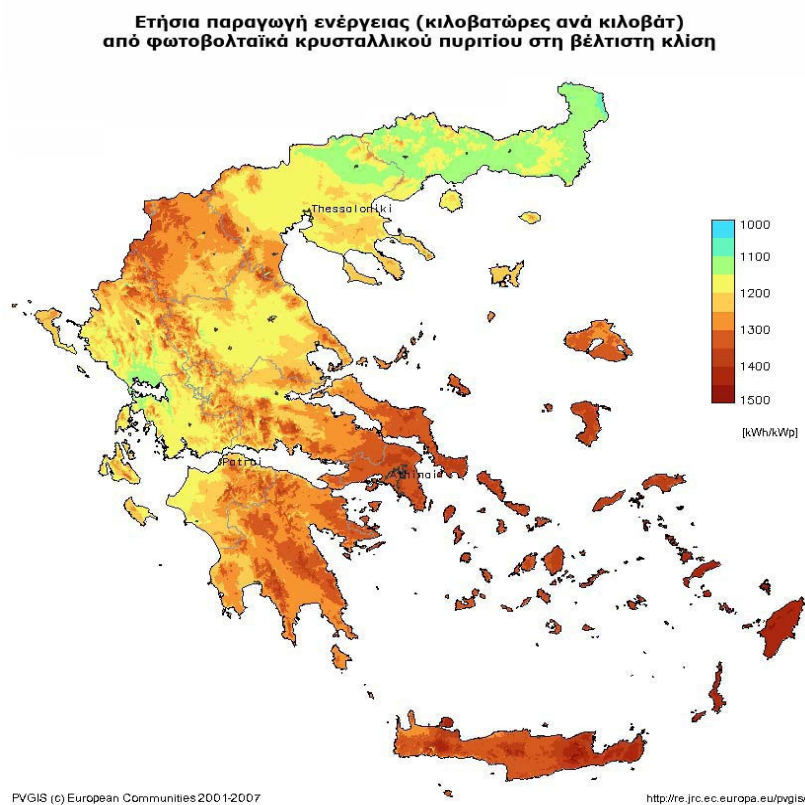 Ετήσια παραγωγή ενέργειας (κιλοβατώρες ανά κιλοβάτ)
από φωτοβολταϊκά κρυσταλλικού πυριτίου στη βέλτιστη κλίση
Thessaloniki
1000
1100
1200
1300
1400
1500
[kWh/kWp]
Patrai
Athinai
PVGIS (c) European Communities 2001-2007
http://re.jrc.ec.europa.eu/pvgis/